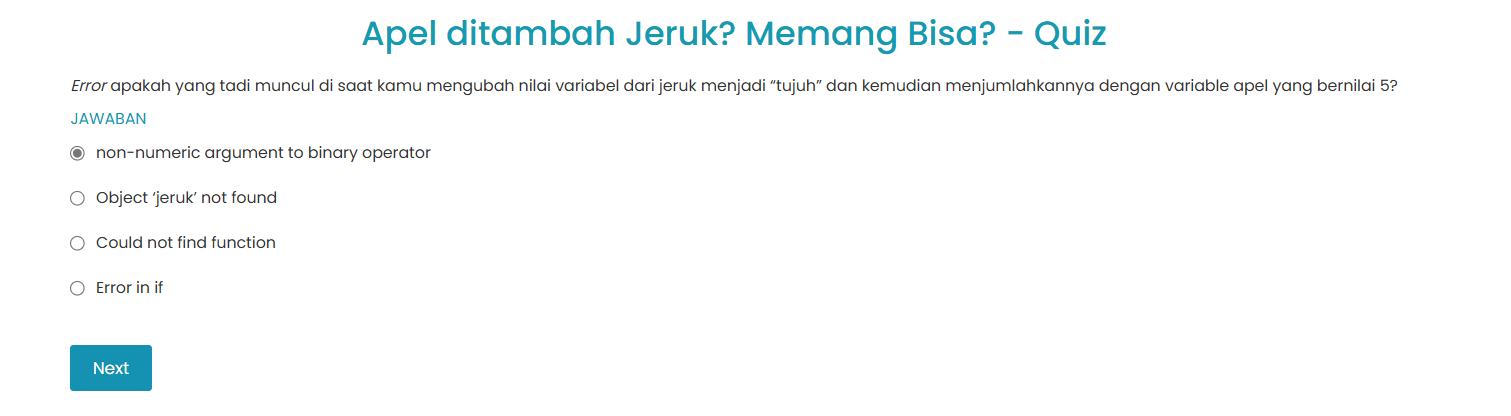 Apel ditambah Jeruk? Memang Bisa? - Quiz
Error apakah yang tadi muncul di saat kamu mengubah nilai variabel dari jeruk menjadi “tujuh” dan kemudian menjumlahkannya dengan variable apel yang bernilai 5?
JAWABAN
non-numeric argument to binary operator
Object ‘jeruk’ not found
Could not find function
Error in if
Next